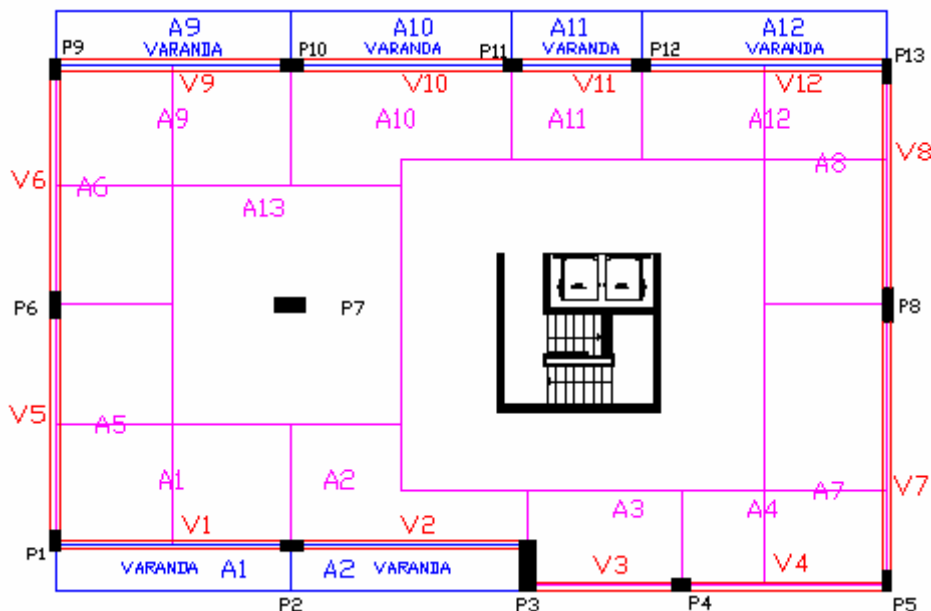 A9 A10 A11 A12
P9 VARANDA P10 VARANDA P11 VARANDA P12 VARANDA P13
V9 V10 V11 V12
A9 A10 A11 A12
V6 A6 A8 V8
A13
P6 P7 P8
V5 A5
A1 A2 A3 A4 A7 V7
V1 V2 V3 V4
P1 VARANDA A1 A2 VARANDA
P2 P3 P4 P5